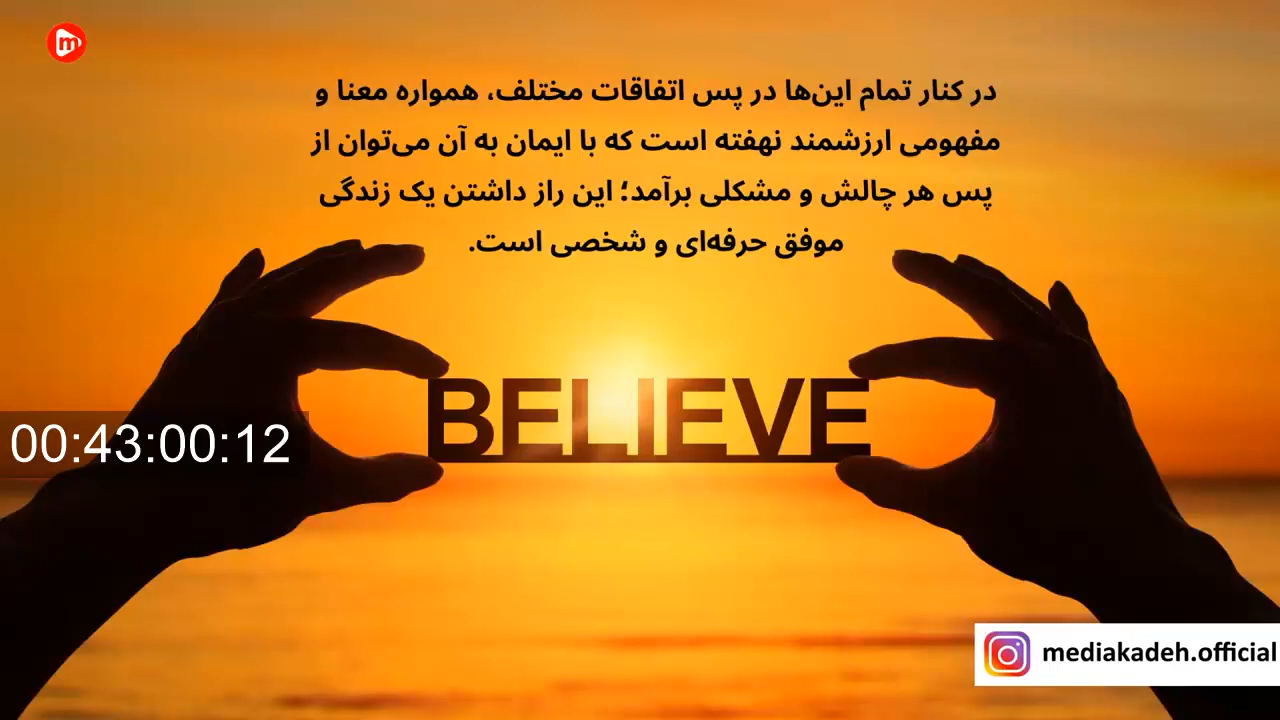 m
در کنار تمام این‌ها در پس اتفاقات مختلف، همواره معنا و
مفهومی ارزشمند نهفته است که با ایمان به آن می‌توان از
پس هر چالش و مشکلی برآمد؛ این راز داشتن یک زندگی
موفق حرفه‌ای و شخصی است.
BELIEVE
00:43:00:12
mediakadeh.official